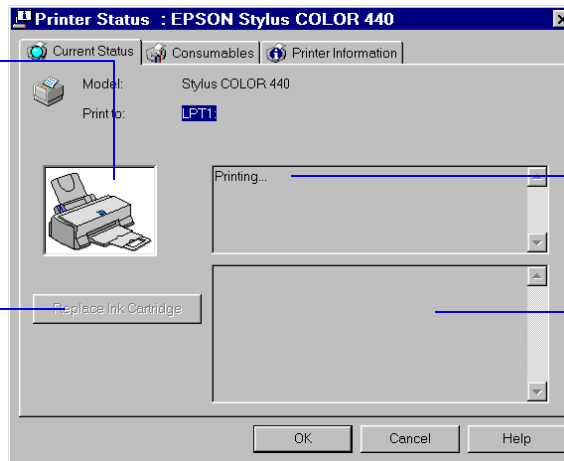 Printer Status : EPSON Stylus COLOR 440
Current Status Consumables Printer Information
Model: Stylus COLOR 440
Print to: LPT1:
Printing...
Replace Ink Cartridge
OK Cancel Help